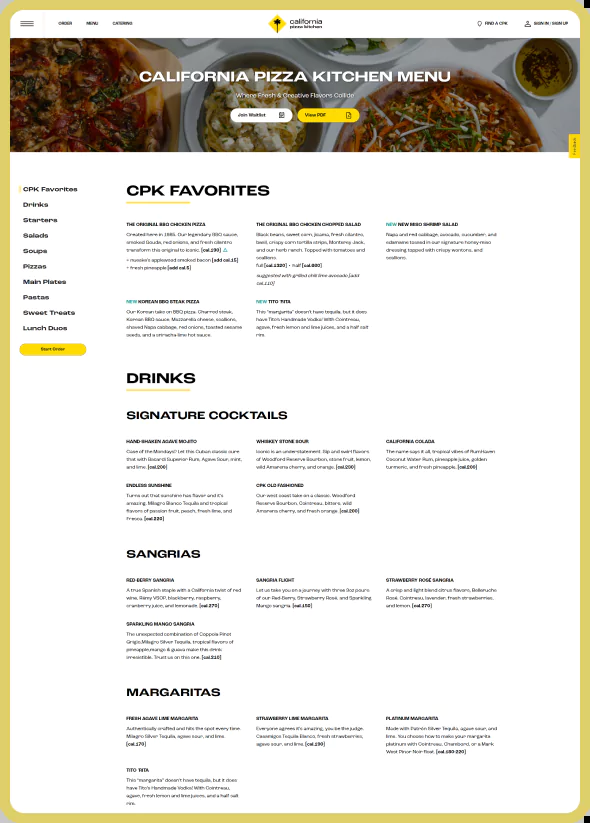 ORDER MENU CATERING
california
pizza kitchen
FIND A CPK
SIGN IN / SIGN UP
CALIFORNIA PIZZA KITCHEN MENU
Where Fresh & Creative Flavors Collide
Join Waitlist
View PDF
CPK Favorites
Drinks
Starters
Salads
Soups
Pizzas
Main Plates
Pastas
Sweet Treats
Lunch Duos
Start Order
CPK FAVORITES
THE ORIGINAL BBQ CHICKEN PIZZA
Created here in 1985. Our legendary BBQ sauce,
smoked Gouda, red onions, and fresh cilantro
transform this original to iconic. [cal.190]
+ nueske's applewood smoked bacon [add cal.15]
+ fresh pineapple [add cal.5]
THE ORIGINAL BBQ CHICKEN CHOPPED SALAD
Black beans, sweet corn, jicama, fresh cilantro,
basil, crispy corn tortilla strips, Monterey Jack,
and our herb ranch. Topped with tomatoes and
scallions
full [cal.1320] • half [cal.690]
suggested with grilled chili lime avocado [add
cal.110]
NEW NEW MISO SHRIMP SALAD
Napa and red cabbage, avocado, cucumber, and
edamame tossed in our signature honey-miso
dressing topped with crispy wontons, and
scallions.
NEW KOREAN BBQ STEAK PIZZA
Our Korean take on BBQ pizza. Charred steak,
Korean BBQ sauce, Mozzarella cheese, scallions,
shaved Napa cabbage, red onions, toasted sesame
seeds, and a sriracha-lime hot sauce.
NEW TITO 'RITA
This "margarita" doesn't have tequila, but it does
have Tito's Handmade Vodka! With Cointreau,
agave, fresh lemon and lime juices, and a half salt
rim.
DRINKS
SIGNATURE COCKTAILS
HAND-SHAKEN AGAVE MOJITO
Case of the Mondays? Let this Cuban classic cure
that with Bacardi Superior Rum, Agave Sour, mint,
and lime. [cal.200]
WHISKEY STONE SOUR
Iconic is an understatement. Sip and swirl flavors
of Woodford Reserve Bourbon, stone fruit, lemon,
wild Amarena cherry, and orange. [cal.230]
CALIFORNIA COLADA
The name says it all, tropical vibes of RumHaven
Coconut Water Rum, pineapple juice, golden
turmeric, and fresh pineapple. [cal.200]
ENDLESS SUNSHINE
Turns out that sunshine has flavor and it's
amazing. Milagro Blanco Tequila and tropical
flavors of passion fruit, peach, fresh lime, and
Fresca. [cal.220]
CPK OLD FASHIONED
Our west coast take on a classic. Woodford
Reserve Bourbon, Cointreau, bitters, wild
Amarena cherry, and fresh orange. [cal.200]
SANGRIAS
RED-BERRY SANGRIA
A true Spanish staple with a California twist of red
wine, Rémy VSOP, blackberry, raspberry,
cranberry juice, and lemonade. [cal.270]
SANGRIA FLIGHT
Let us take you on a journey with three 3oz pours
of our Red-Berry, Strawberry Rosé, and Sparkling
Mango sangria. [cal.150]
STRAWBERRY ROSÉ SANGRIA
A crisp and light blend citrus flavors, Belleruche
Rosé, Cointreau, lavender, fresh strawberries,
and lemon. [cal.270]
SPARKLING MANGO SANGRIA
The unexpected combination of Coppola Pinot
Grigio,Milagro Silver Tequila, tropical flavors of
pineapple,mango & guava make this drink
irresistible. Trust us on this one. [cal.210]
MARGARITAS
FRESH AGAVE LIME MARGARITA
Authentically crafted and hits the spot every time.
Milagro Silver Tequila, agave sour, and lime.
[cal.170]
STRAWBERRY LIME MARGARITA
Everyone agrees it's amazing, you be the judge.
Casamigos Tequila Blanco, fresh strawberries,
agave sour, and lime. [cal.190]
PLATINUM MARGARITA
Made with Patrón Silver Tequila, agave sour, and
lime. You choose how to make your margarita
platinum with Cointreau, Chambord, or a Mark
West Pinot Noir float. [cal.180-220]
TITO 'RITA
This "margarita" doesn't have tequila, but it does
have Tito's Handmade Vodka! With Cointreau,
agave, fresh lemon and lime juices, and a half salt
rim.